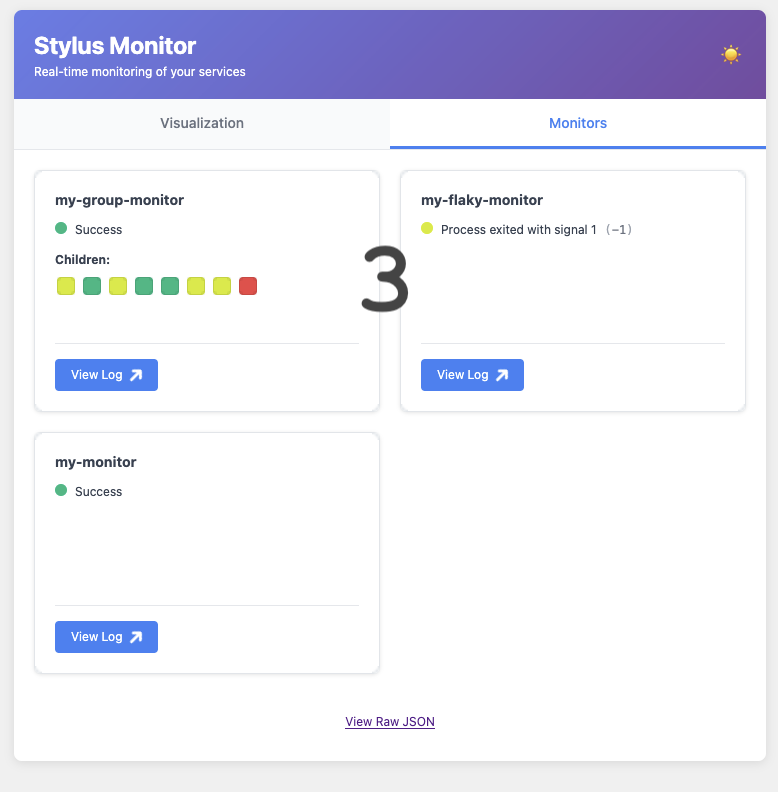 Stylus Monitor
Real-time monitoring of your services
Visualization
Monitors
my-group-monitor
Success
Children:
View Log
3
my-flaky-monitor
Process exited with signal 1 (−1)
View Log
my-monitor
Success
View Log
View Raw JSON